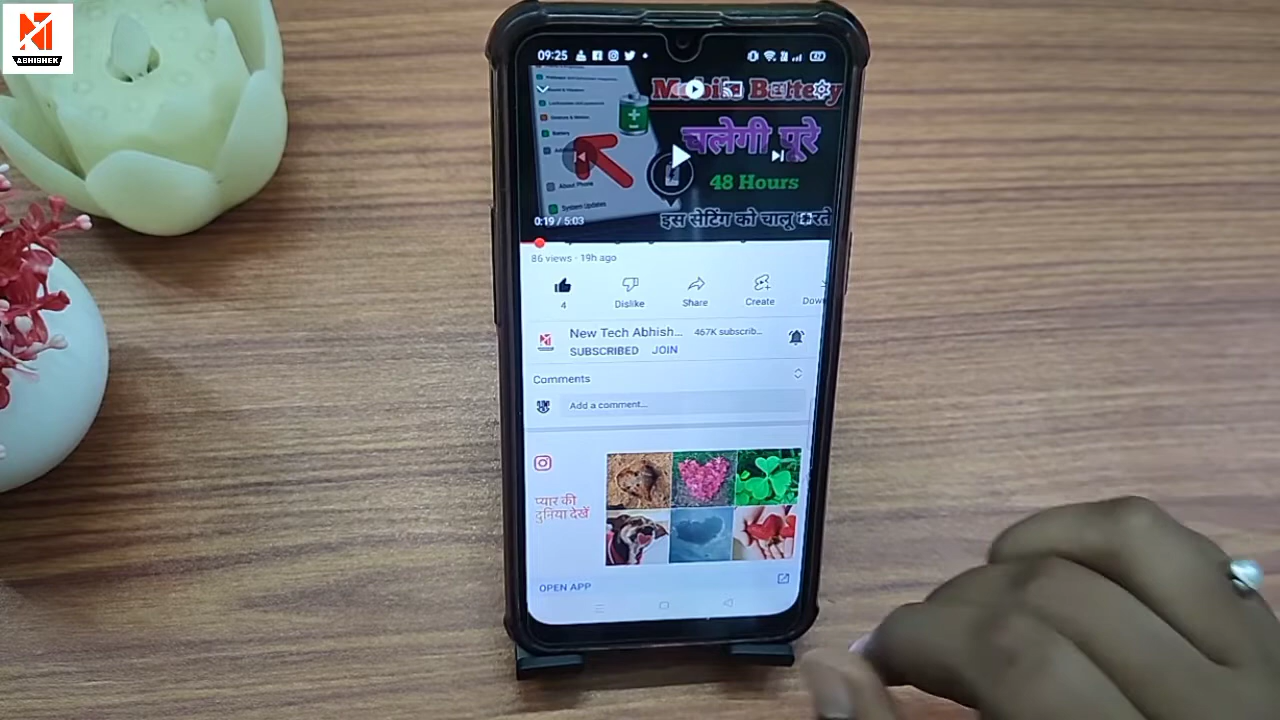 ABHISHEK
09:25
Mobile Battery
चलेगी पूरे
48 Hours
इस सेटिंग को चालू करते
Battery
About Phone
System Updates
0:19 / 5:03
86 views · 19h ago
4 Dislike Share Create
New Tech Abhish... 467K subscrib...
SUBSCRIBED JOIN
Comments
Add a comment...
प्यार की
दुनिया देखें
OPEN APP